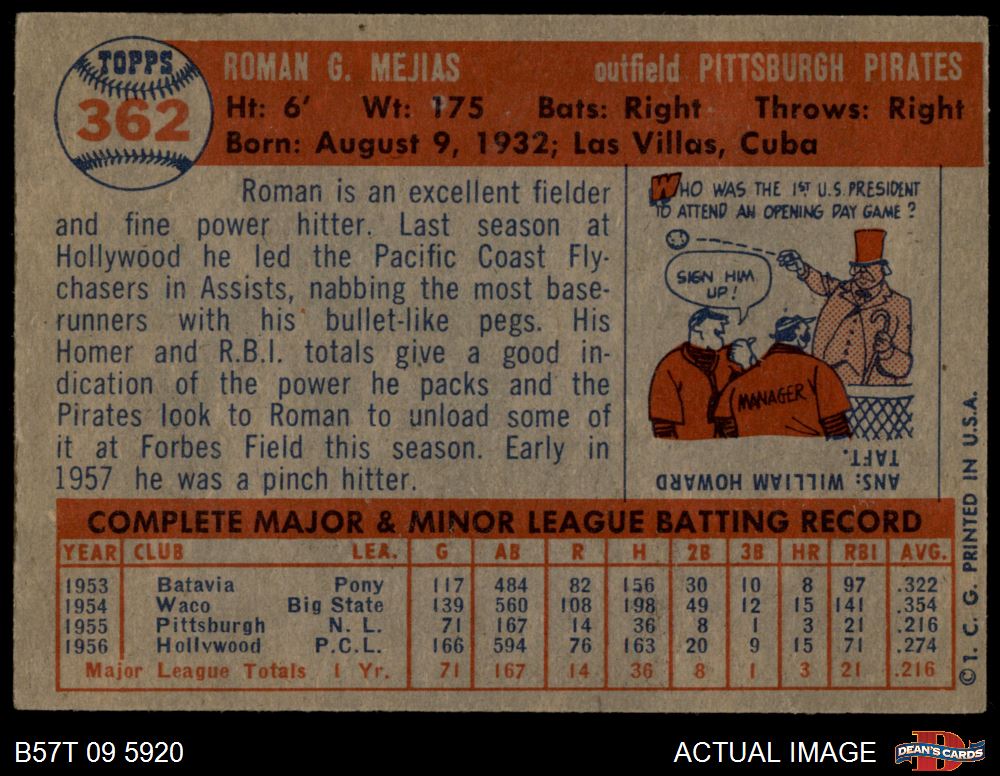 TOPPS
362
ROMAN G. MEJIAS outfield PITTSBURGH PIRATES
Ht: 6' Wt: 175 Bats: Right Throws: Right
Born: August 9, 1932; Las Villas, Cuba
Roman is an excellent fielder
and fine power hitter. Last season at
Hollywood he led the Pacific Coast Fly-
chasers in Assists, nabbing the most base-
runners with his bullet-like pegs. His
Homer and R.B.I. totals give a good in-
dication of the power he packs and the
Pirates look to Roman to unload some of
it at Forbes Field this season. Early in
1957 he was a pinch hitter.
WHO WAS THE 1ST U.S. PRESIDENT
TO ATTEND AN OPENING DAY GAME?
SIGN HIM
UP!
MANAGER
ANS: WILLIAM HOWARD
TAFT.
COMPLETE MAJOR & MINOR LEAGUE BATTING RECORD
YEAR CLUB LEA. G AB R H 2B 3B HR RBI AVG.
1953 Batavia Pony 117 484 82 156 30 10 8 97 .322
1954 Waco Big State 139 560 108 198 49 12 15 141 .354
1955 Pittsburgh N. L. 71 167 14 36 8 1 3 21 .216
1956 Hollywood P.C.L. 166 594 76 163 20 9 15 71 .274
Major League Totals 1 Yr. 71 167 14 36 8 1 3 21 .216
© T. C. G. PRINTED IN U.S.A.
B57T 09 5920 ACTUAL IMAGE
D
DEAN'S CARDS